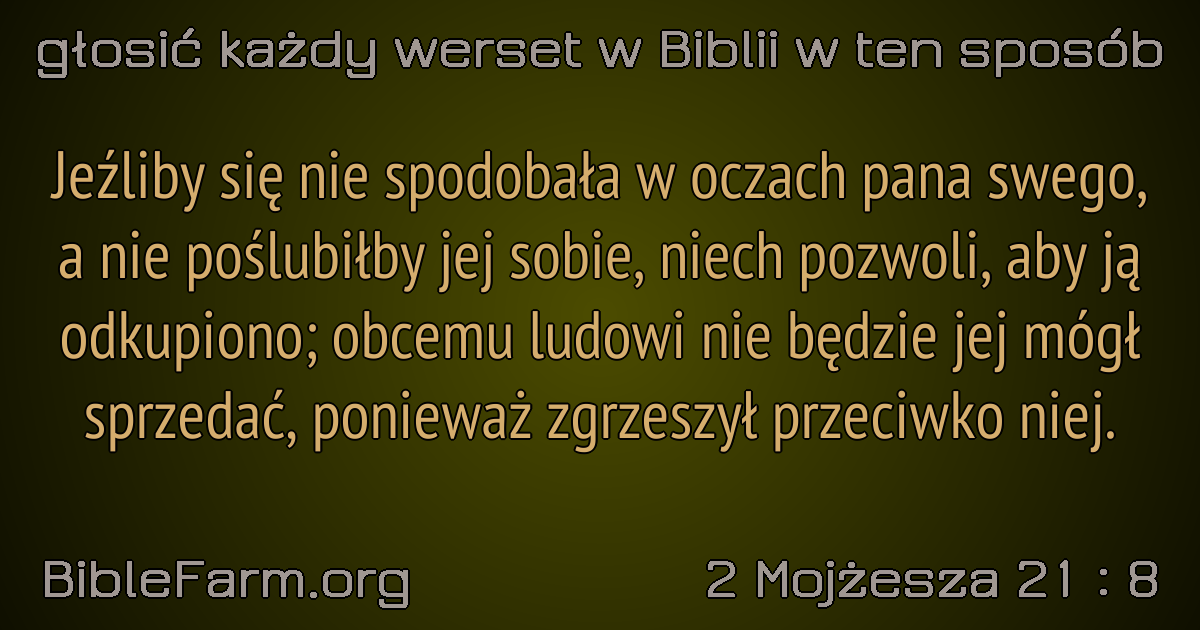 głosić każdy werset w Biblii w ten sposób
Jeźliby się nie spodobała w oczach pana swego,
a nie poślubiłby jej sobie, niech pozwoli, aby ją
odkupiono; obcemu ludowi nie będzie jej mógł
sprzedać, ponieważ zgrzeszył przeciwko niej.
BibleFarm.org
2 Mojżesza 21 : 8